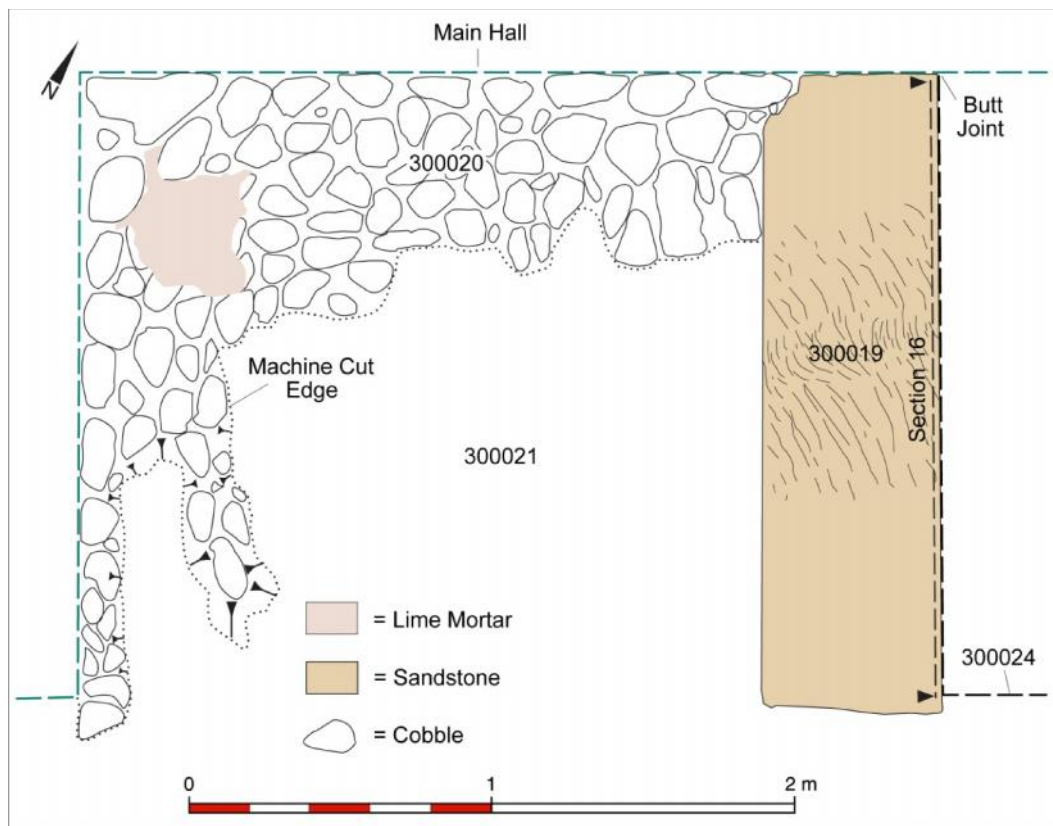 Main Hall
N
Butt
Joint
300020
300019
Section 16
Machine Cut
Edge
300021
300024
= Lime Mortar
= Sandstone
= Cobble
0
1
2 m